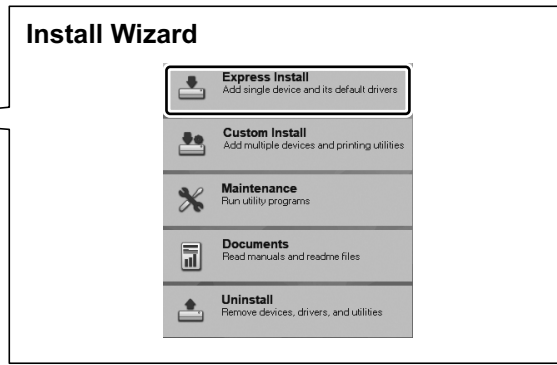 Install Wizard
Express Install
Add single device and its default drivers
Custom Install
Add multiple devices and printing utilities
Maintenance
Run utility programs
Documents
Read manuals and readme files
Uninstall
Remove devices, drivers, and utilities